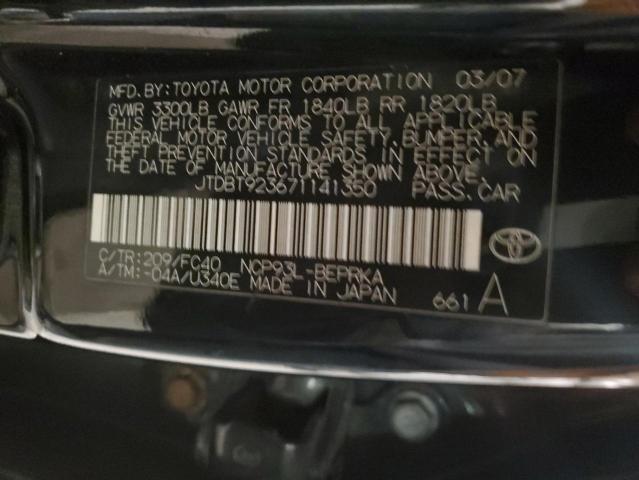 MFD. BY: TOYOTA MOTOR CORPORATION 03/07
GVWR 3300LB GAWR FR 1840LB RR 1820LB
THIS VEHICLE CONFORMS TO ALL APPLICABLE
FEDERAL MOTOR VEHICLE SAFETY, BUMPER, AND
THEFT PREVENTION STANDARDS IN EFFECT ON
THE DATE OF MANUFACTURE SHOWN ABOVE.
JTDBT923671141350 PASS. CAR
C/TR: 209/FC40 NCP93L-BEPRKA
A/TM: -04A/U340E MADE IN JAPAN 661 A